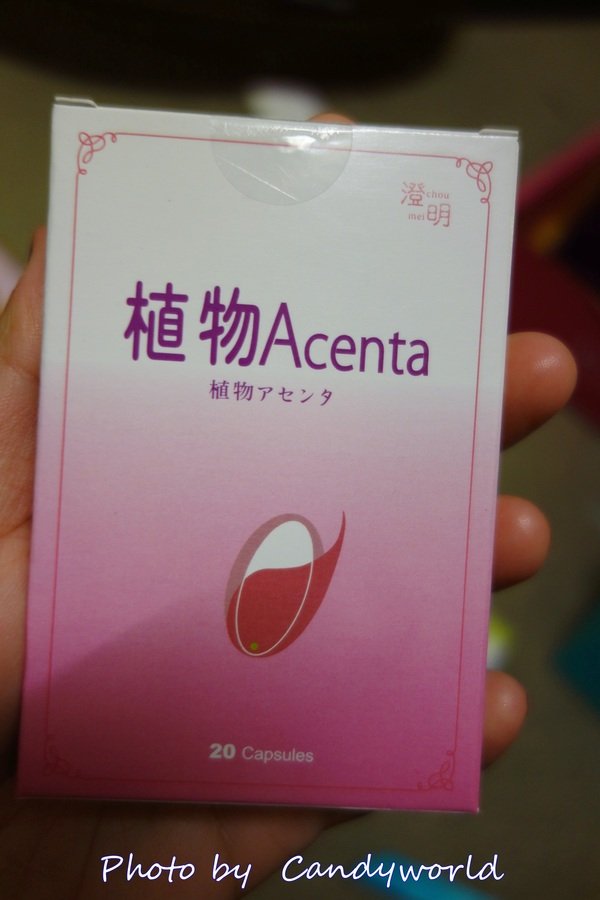 澄 chou
mei 明
植物Acenta
植物アセンタ
20 Capsules
Photo by Candyworld